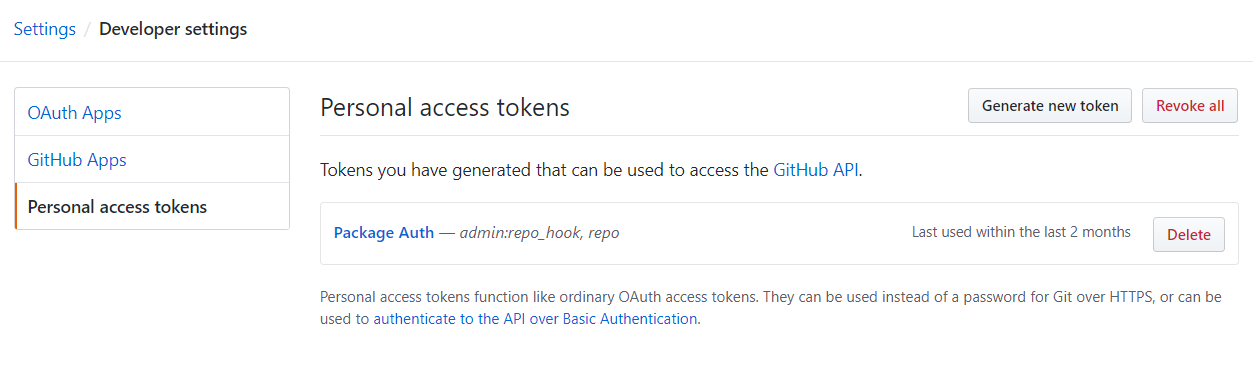 Settings / Developer settings
OAuth Apps
GitHub Apps
Personal access tokens
Personal access tokens
Generate new token
Revoke all
Tokens you have generated that can be used to access the GitHub API.
Package Auth — admin:repo_hook, repo
Last used within the last 2 months
Delete
Personal access tokens function like ordinary OAuth access tokens. They can be used instead of a password for Git over HTTPS, or can be
used to authenticate to the API over Basic Authentication.